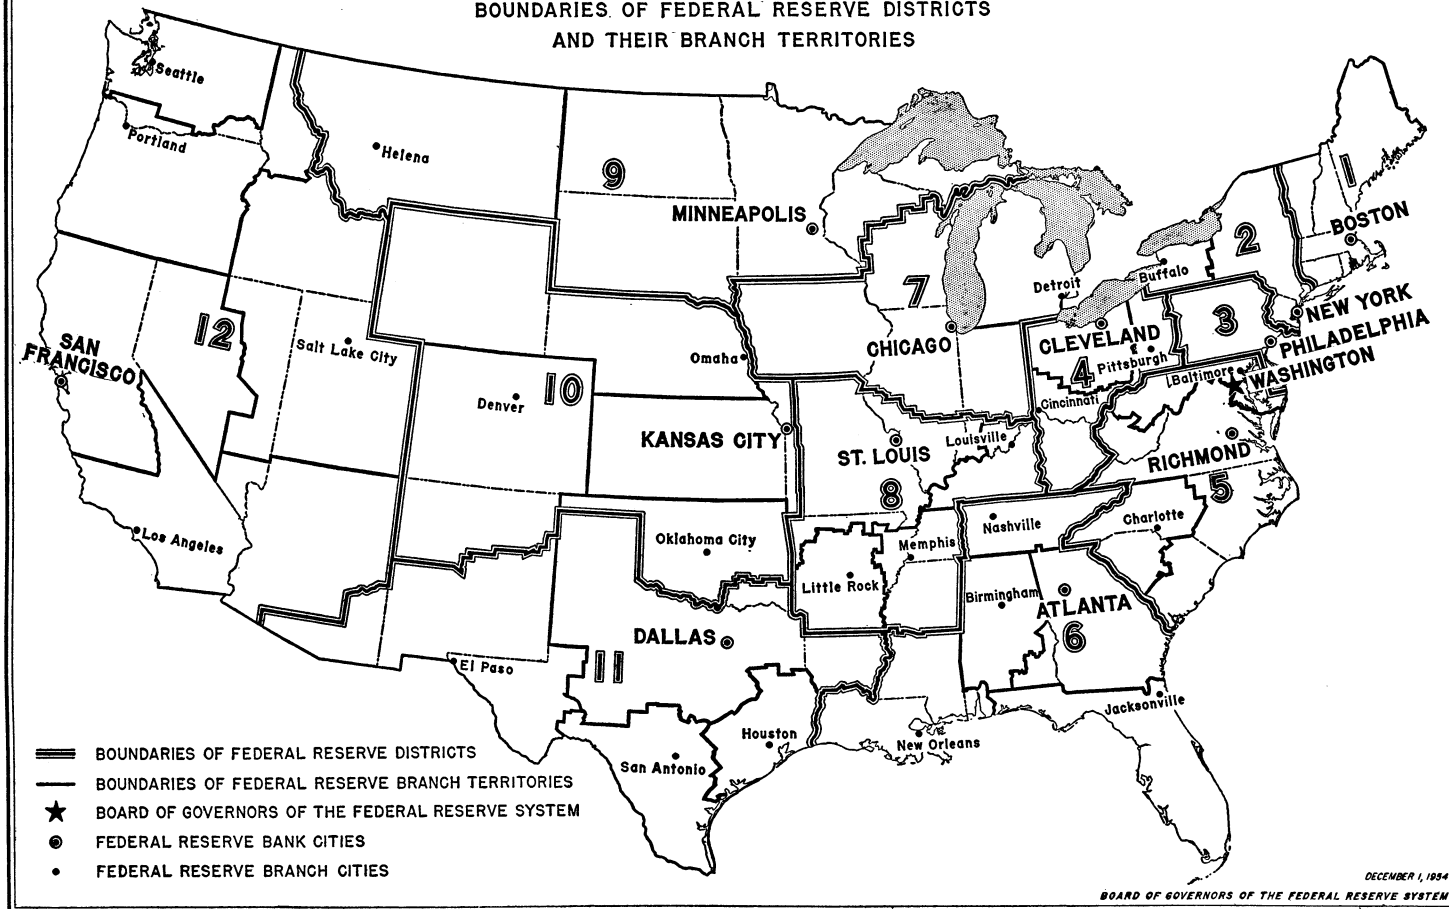 BOUNDARIES OF FEDERAL RESERVE DISTRICTS
AND THEIR BRANCH TERRITORIES
Seattle
Portland
Helena
9
MINNEAPOLIS
1
BOSTON
2
Buffalo
Detroit
7
NEW YORK
3
PHILADELPHIA
WASHINGTON
Baltimore
CLEVELAND
4
Pittsburgh
Cincinnati
CHICAGO
12
SAN
FRANCISCO
Salt Lake City
Omaha
10
Denver
KANSAS CITY
ST. LOUIS
Louisville
8
RICHMOND
5
Charlotte
Nashville
Memphis
Los Angeles
Oklahoma City
Little Rock
Birmingham
ATLANTA
6
DALLAS
11
El Paso
Jacksonville
Houston
New Orleans
San Antonio
BOUNDARIES OF FEDERAL RESERVE DISTRICTS
BOUNDARIES OF FEDERAL RESERVE BRANCH TERRITORIES
BOARD OF GOVERNORS OF THE FEDERAL RESERVE SYSTEM
FEDERAL RESERVE BANK CITIES
FEDERAL RESERVE BRANCH CITIES
DECEMBER 1, 1954
BOARD OF GOVERNORS OF THE FEDERAL RESERVE SYSTEM